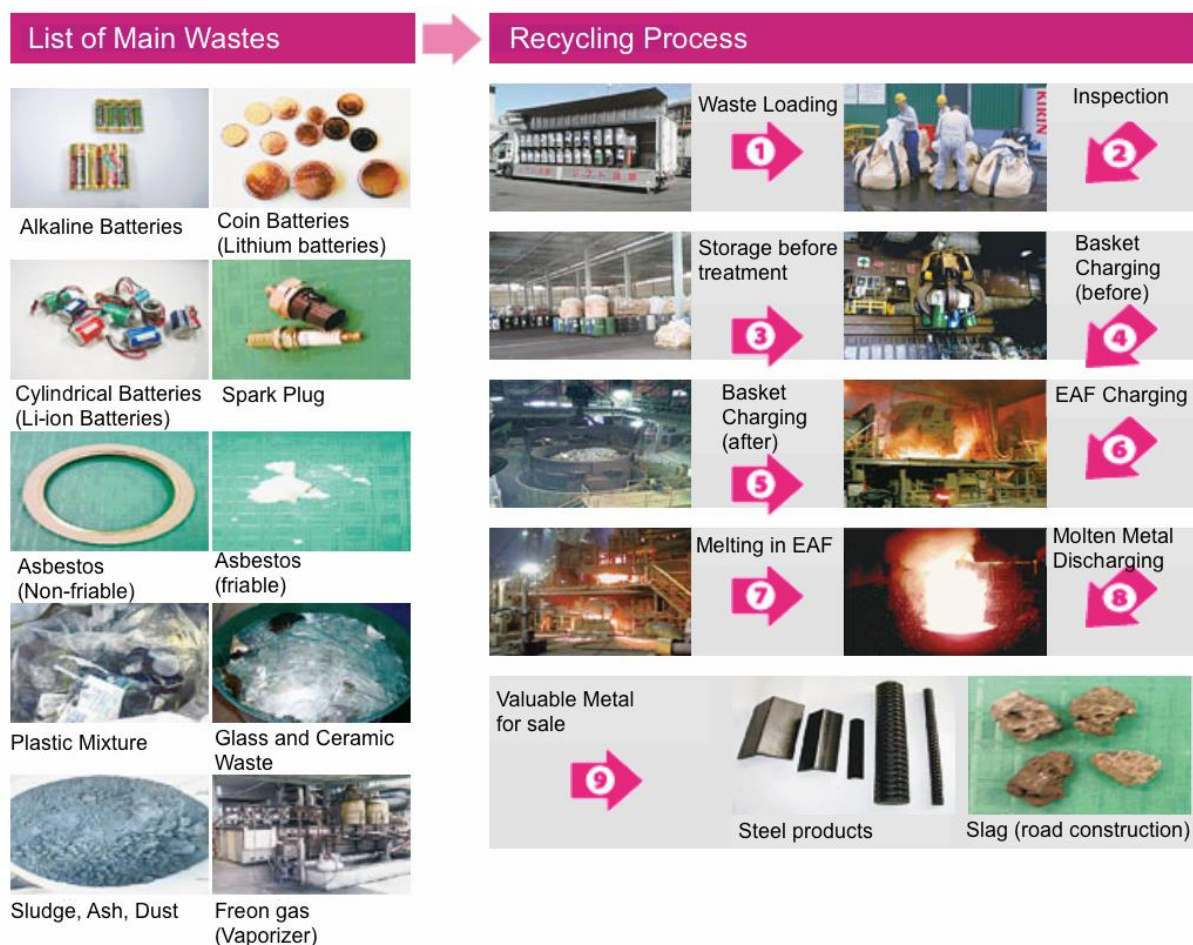 List of Main Wastes
Recycling Process
Alkaline Batteries
Coin Batteries
(Lithium batteries)
Cylindrical Batteries
(Li-ion Batteries)
Spark Plug
Asbestos
(Non-friable)
Asbestos
(friable)
Plastic Mixture
Glass and Ceramic
Waste
Sludge, Ash, Dust
Freon gas
(Vaporizer)
Waste Loading
1
KIRIN
Inspection
2
Storage before
treatment
3
Basket
Charging
(before)
4
Basket
Charging
(after)
5
EAF Charging
6
Melting in EAF
7
Molten Metal
Discharging
8
Valuable Metal
for sale
9
Steel products
Slag (road construction)